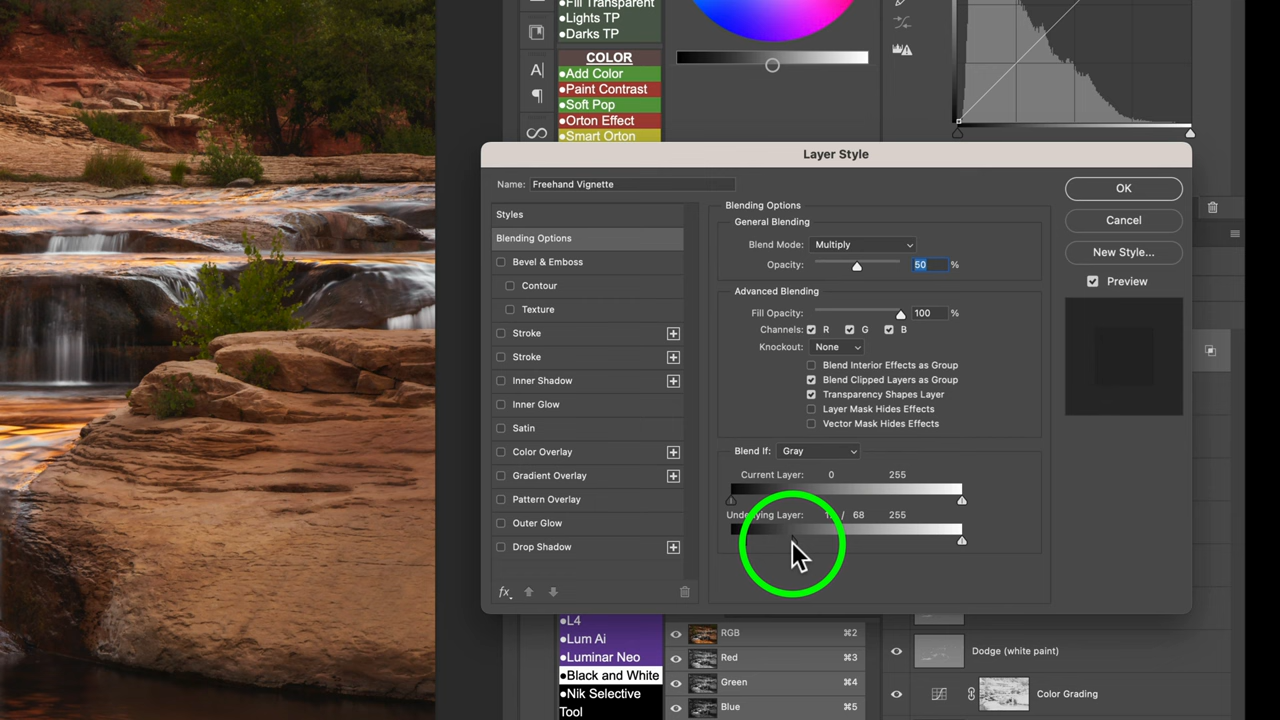 Fill Transparent
●Lights TP
●Darks TP
COLOR
●Add Color
●Paint Contrast
●Soft Pop
●Orton Effect
●Smart Orton
Layer Style
Name: Freehand Vignette
Styles
Blending Options
Bevel & Emboss
Contour
Texture
Stroke
Stroke
Inner Shadow
Inner Glow
Satin
Color Overlay
Gradient Overlay
Pattern Overlay
Outer Glow
Drop Shadow
fx
Blending Options
General Blending
Blend Mode: Multiply
Opacity: 50 %
Advanced Blending
Fill Opacity: 100 %
Channels: R G B
Knockout: None
Blend Interior Effects as Group
Blend Clipped Layers as Group
Transparency Shapes Layer
Layer Mask Hides Effects
Vector Mask Hides Effects
Blend If: Gray
Current Layer: 0 255
Underlying Layer: / 68 255
OK
Cancel
New Style...
Preview
●L4
●Lum Ai
●Luminar Neo
●Black and White
●Nik Selective
Tool
RGB ⌘2
Red ⌘3
Green ⌘4
Blue ⌘5
Dodge (white paint)
Color Grading